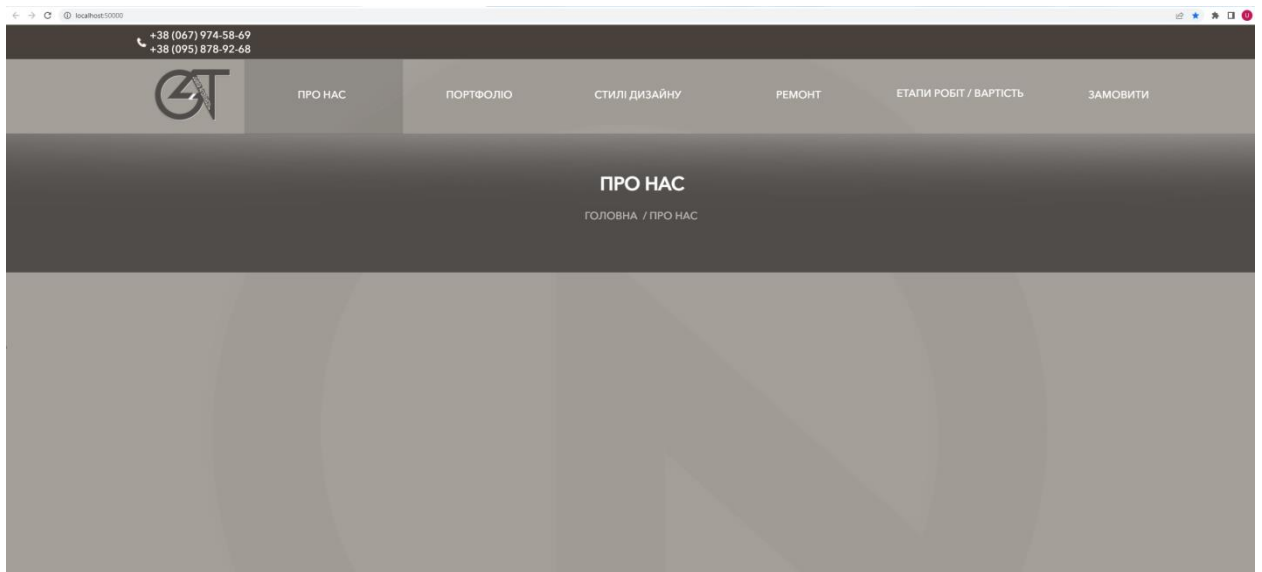 localhost:50000
U
+38 (067) 974-58-69
+38 (095) 878-92-68
ПРО НАС
ПОРТФОЛІО
СТИЛІ ДИЗАЙНУ
РЕМОНТ
ЕТАПИ РОБІТ / ВАРТІСТЬ
ЗАМОВИТИ
ПРО НАС
ГОЛОВНА / ПРО НАС